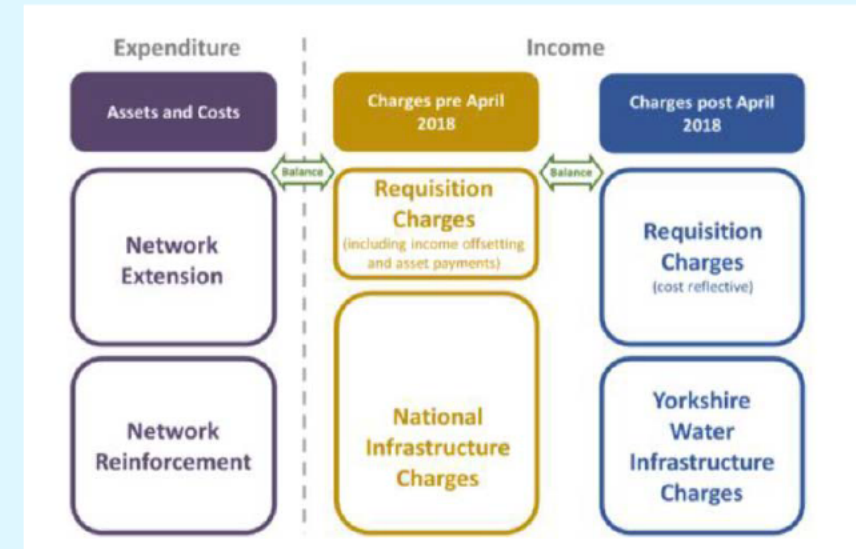 Expenditure
Income
Assets and Costs
Charges pre April
2018
Charges post April
2018
Balance
Balance
Network
Extension
Requisition
Charges
(including income offsetting
and asset payments)
Requisition
Charges
(cost reflective)
Network
Reinforcement
National
Infrastructure
Charges
Yorkshire
Water
Infrastructure
Charges